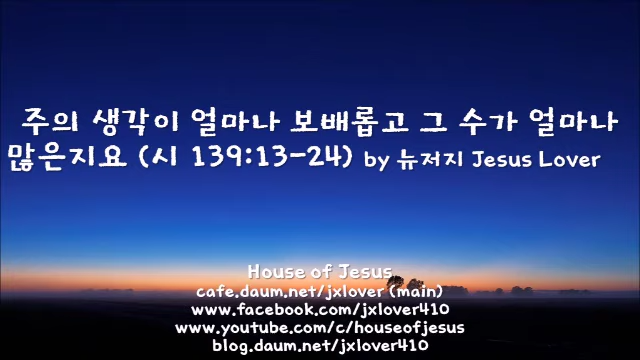 주의 생각이 얼마나 보배롭고 그 수가 얼마나
많은지요 (시 139:13-24) by 뉴저지 Jesus Lover
House of Jesus
cafe.daum.net/jxlover (main)
www.facebook.com/jxlover410
www.youtube.com/c/houseofjesus
blog.daum.net/jxlover410